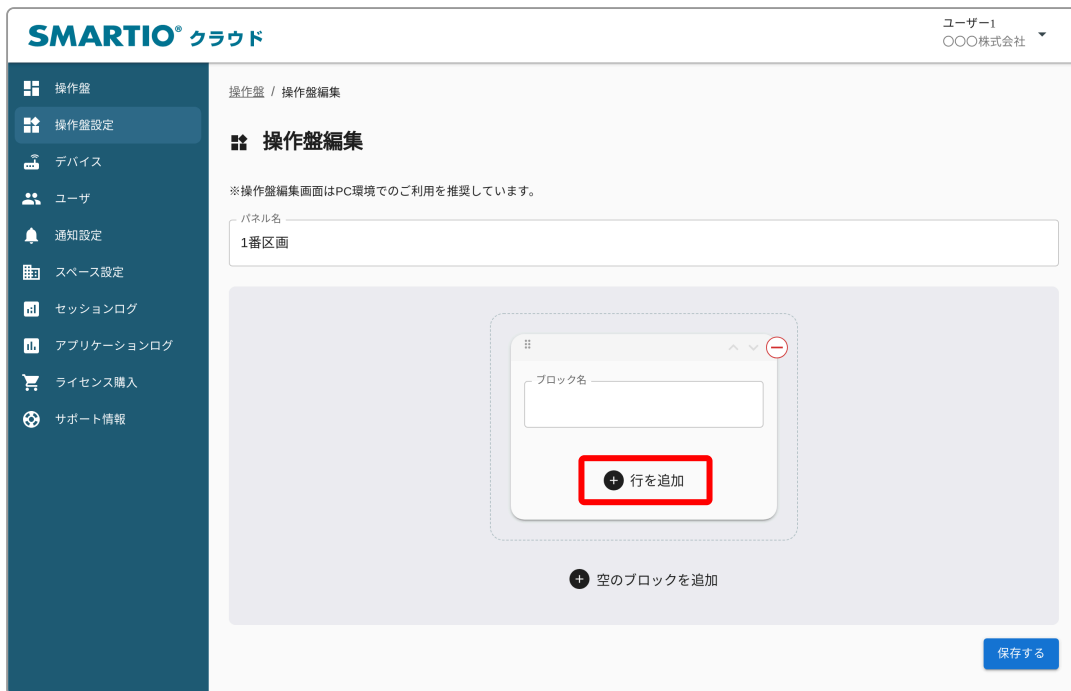 SMARTIO® クラウド
ユーザー1
〇〇〇株式会社
操作盤
操作盤設定
デバイス
ユーザ
通知設定
スペース設定
セッションログ
アプリケーションログ
ライセンス購入
サポート情報
操作盤 / 操作盤編集
操作盤編集
※操作盤編集画面はPC環境でのご利用を推奨しています。
パネル名
1番区画
ブロック名
行を追加
空のブロックを追加
保存する